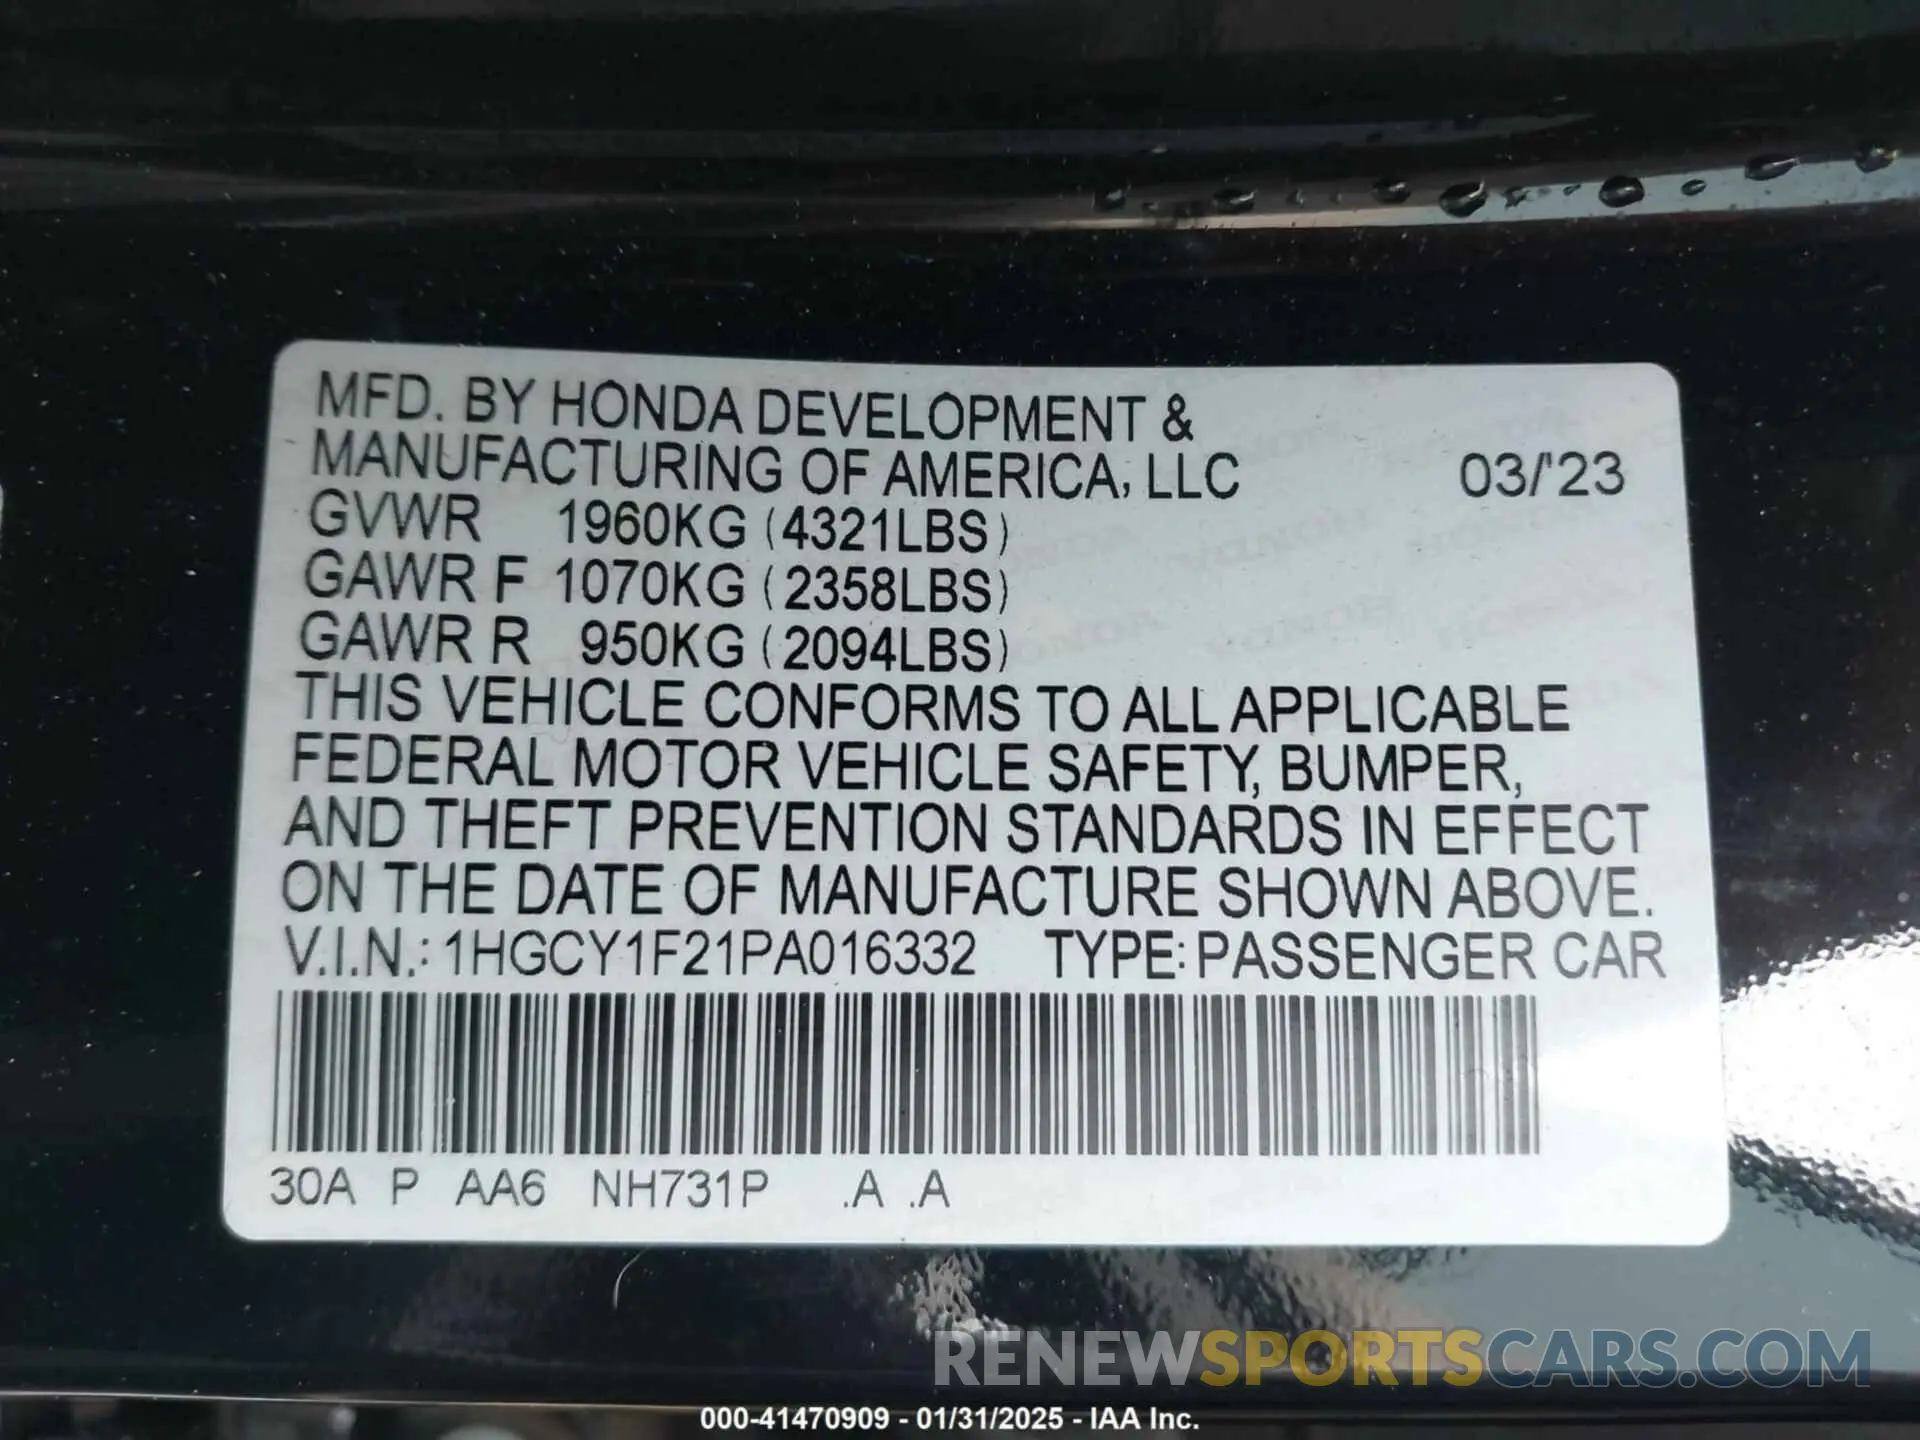 MFD. BY HONDA DEVELOPMENT &
MANUFACTURING OF AMERICA, LLC 03/'23
GVWR 1960KG (4321LBS)
GAWR F 1070KG (2358LBS)
GAWR R 950KG (2094LBS)
THIS VEHICLE CONFORMS TO ALL APPLICABLE
FEDERAL MOTOR VEHICLE SAFETY, BUMPER,
AND THEFT PREVENTION STANDARDS IN EFFECT
ON THE DATE OF MANUFACTURE SHOWN ABOVE.
V.I.N.: 1HGCY1F21PA016332 TYPE: PASSENGER CAR
30A P AA6 NH731P .A .A
RENEWSPORTSCARS.COM
000-41470909 - 01/31/2025 - IAA Inc.